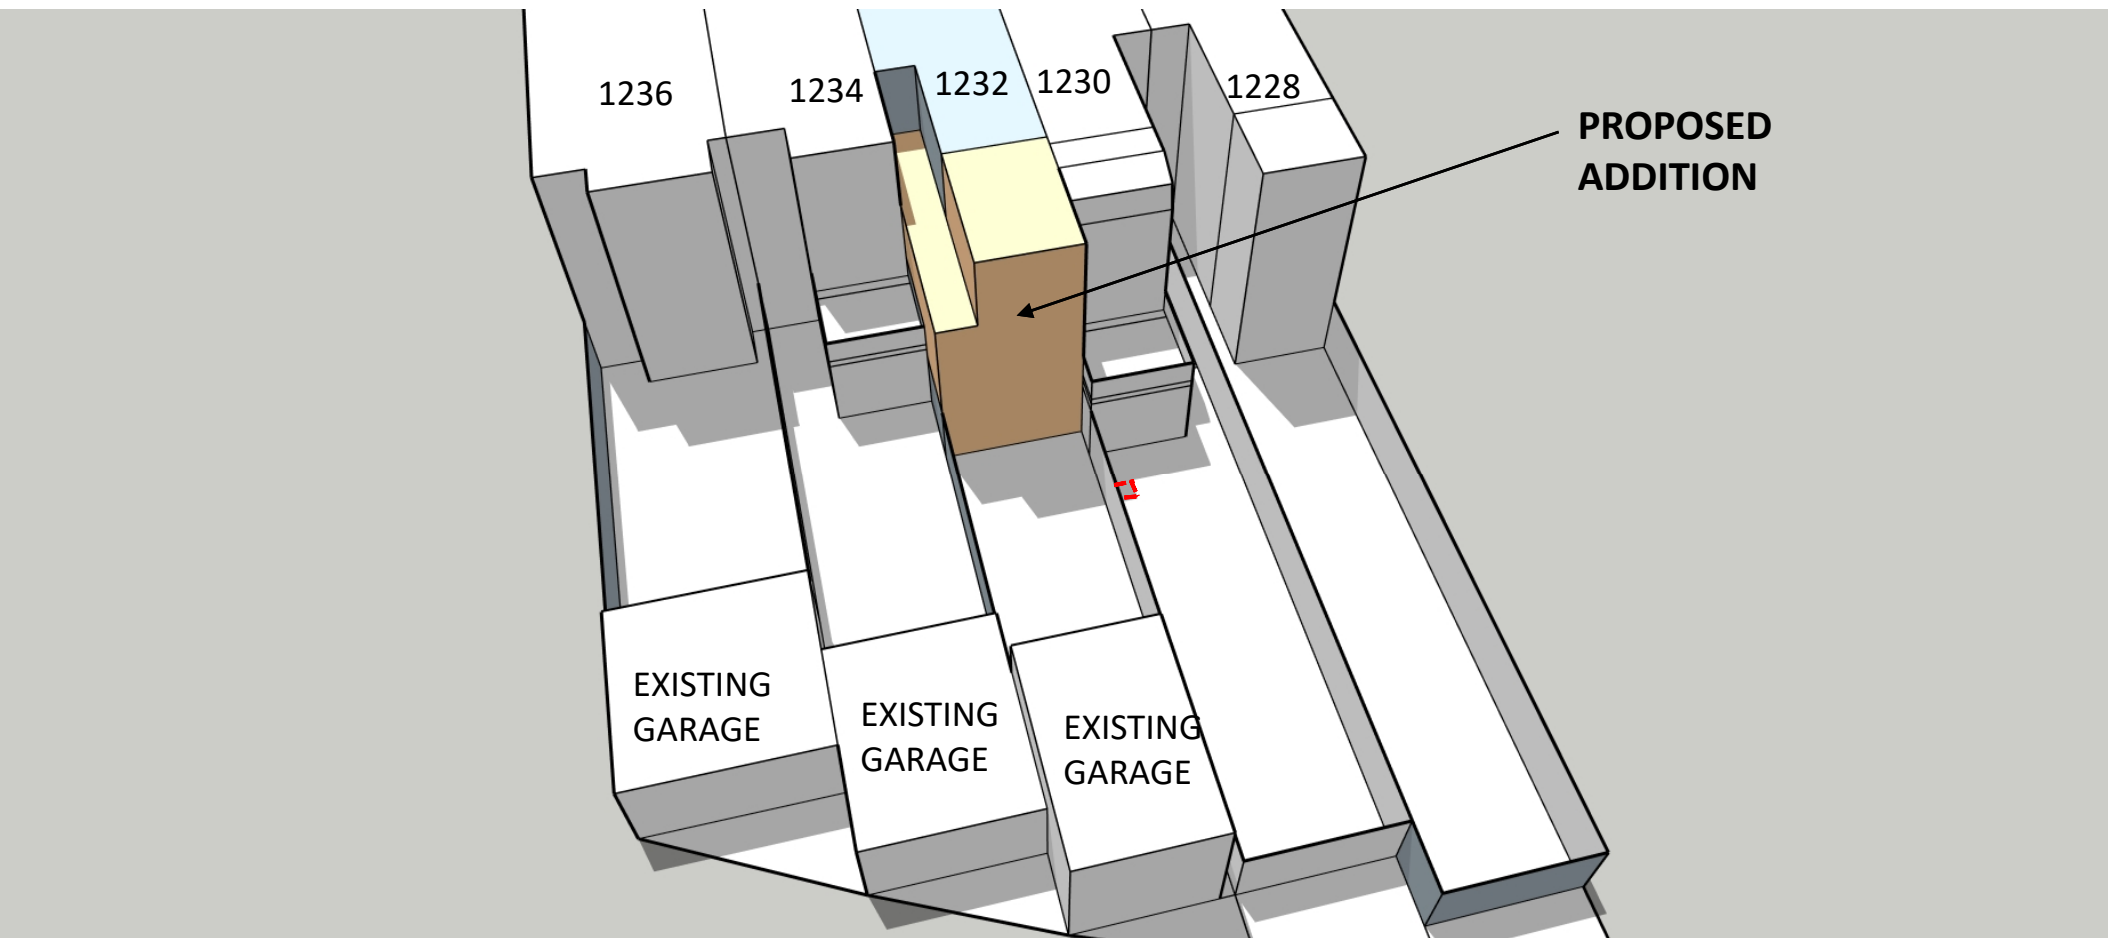 1236
1234
1232
1230
1228
PROPOSED
ADDITION
EXISTING
GARAGE
EXISTING
GARAGE
EXISTING
GARAGE